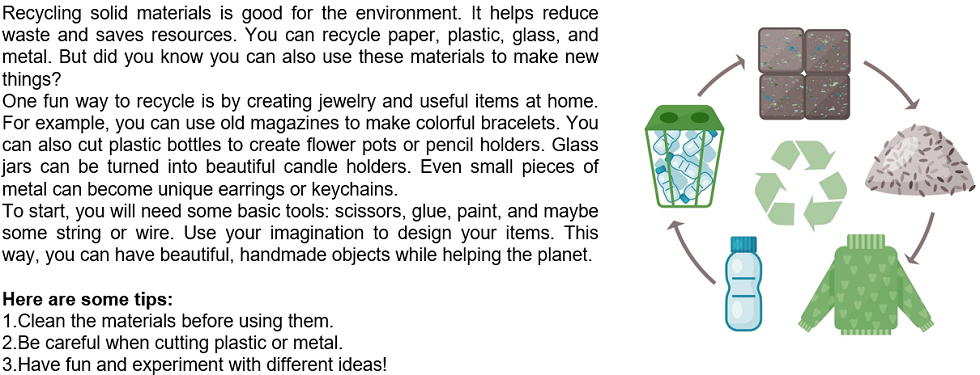 Recycling solid materials is good for the environment. It helps reduce
waste and saves resources. You can recycle paper, plastic, glass, and
metal. But did you know you can also use these materials to make new
things?
One fun way to recycle is by creating jewelry and useful items at home.
For example, you can use old magazines to make colorful bracelets. You
can also cut plastic bottles to create flower pots or pencil holders. Glass
jars can be turned into beautiful candle holders. Even small pieces of
metal can become unique earrings or keychains.
To start, you will need some basic tools: scissors, glue, paint, and maybe
some string or wire. Use your imagination to design your items. This
way, you can have beautiful, handmade objects while helping the planet.
Here are some tips:
1.Clean the materials before using them.
2.Be careful when cutting plastic or metal.
3.Have fun and experiment with different ideas!